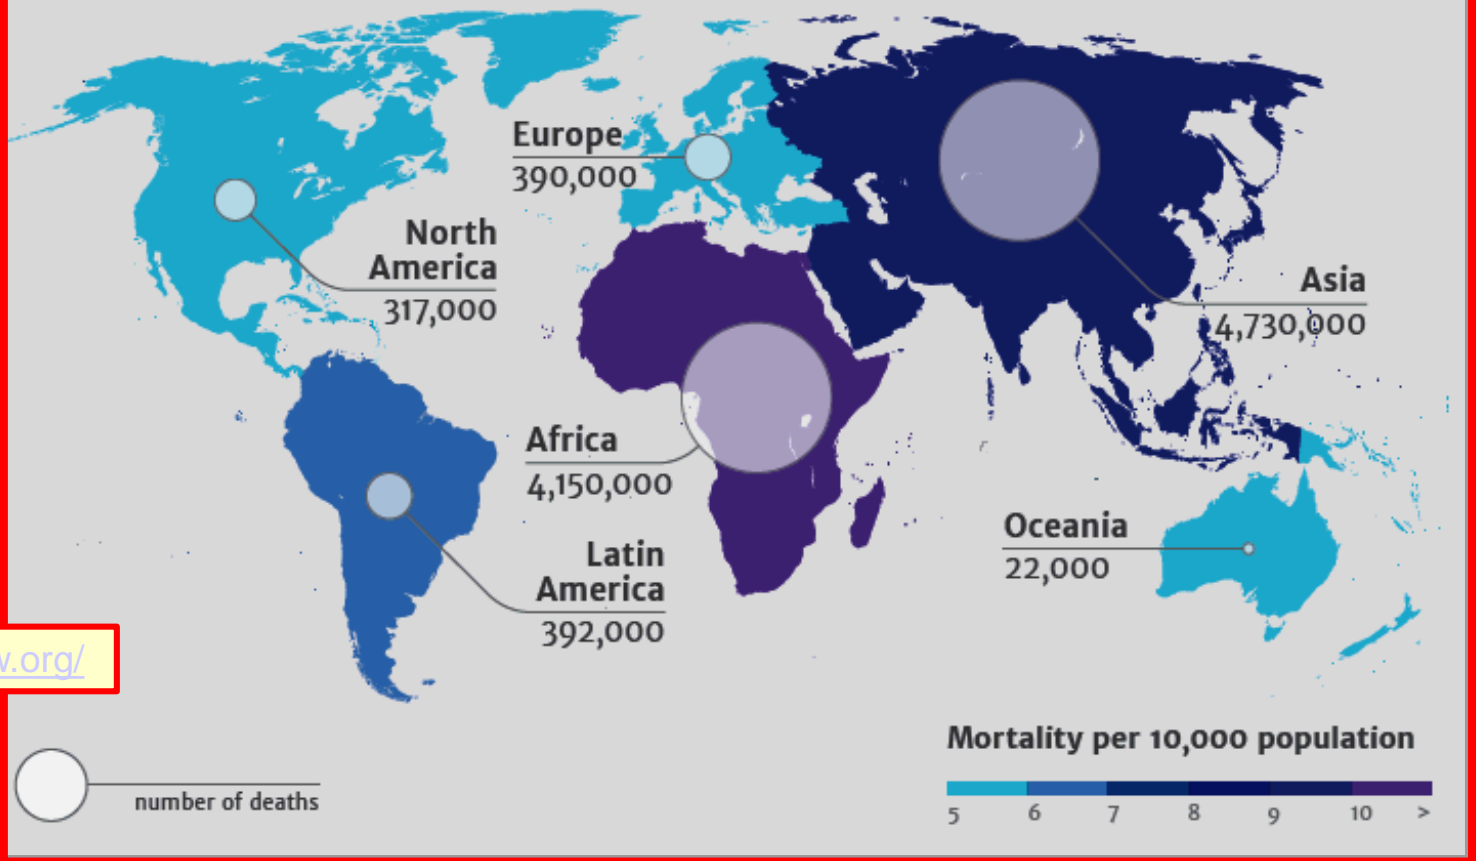 Europe
390,000
North
America
317,000
Asia
4,730,000
Africa
4,150,000
Oceania
22,000
Latin
America
392,000
w.org/
number of deaths
Mortality per 10,000 population
5 6 7 8 9 10 >